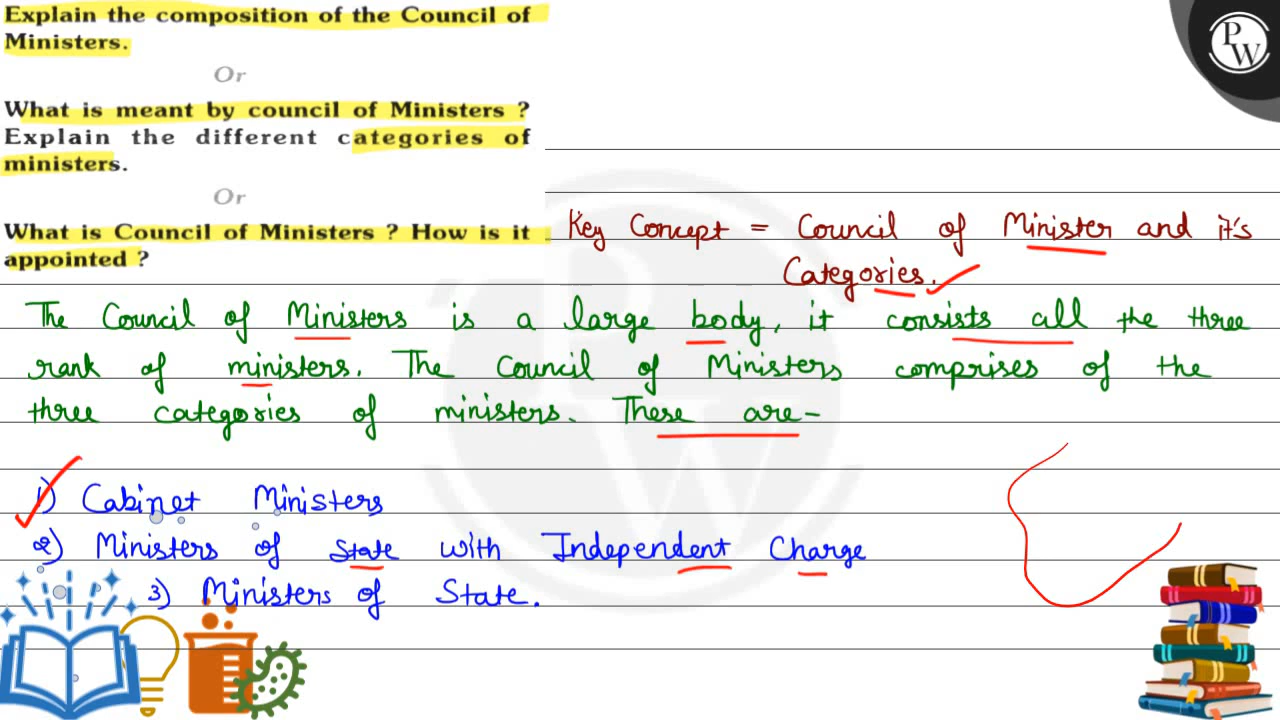 Explain the composition of the Council of
Ministers.
Or
What is meant by council of Ministers ?
Explain the different categories of
ministers.
Or
What is Council of Ministers ? How is it
appointed ?
PW
Key Concept = Council of Minister and it's
Categories.
The Council of Ministers is a large body, it consists all the three
rank of ministers. The Council of Ministers comprises of the
three categories of ministers. These are-
1) Cabinet Ministers
2) Ministers of State with Independent Charge
3) Ministers of State.